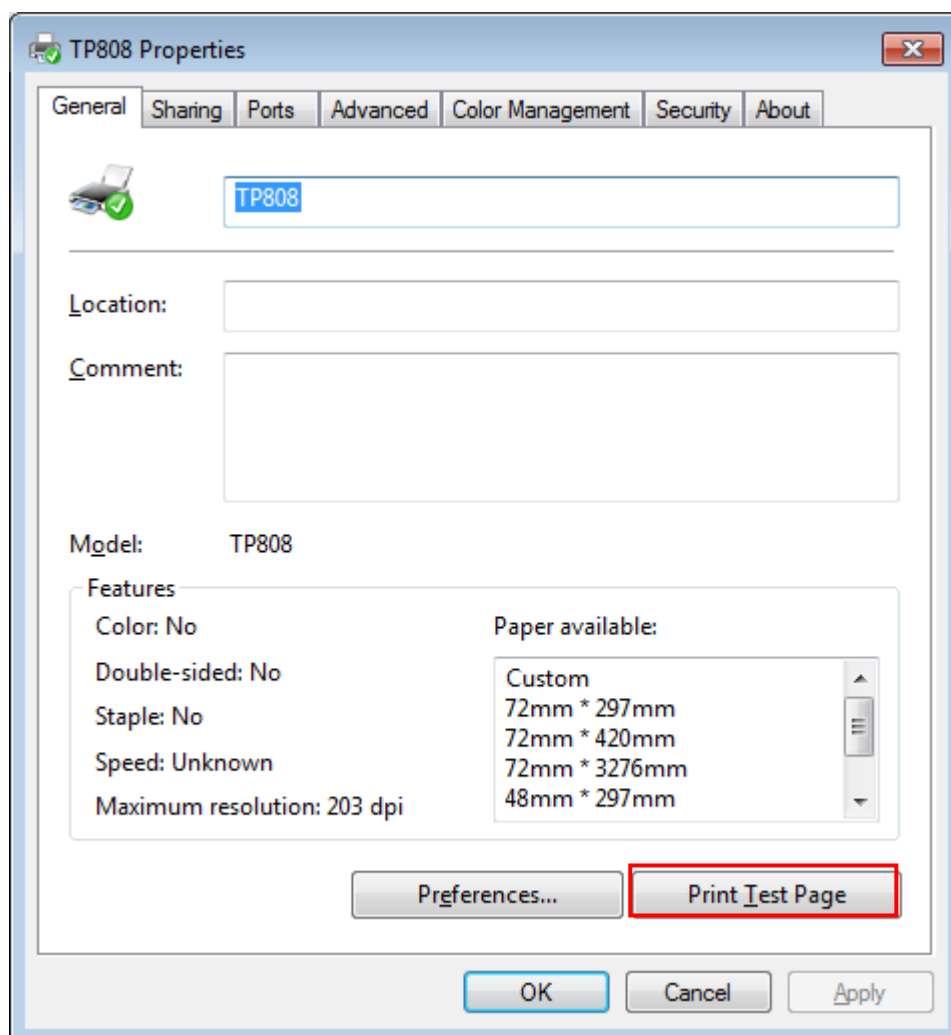 TP808 Properties
General Sharing Ports Advanced Color Management Security About
TP808
Location:
Comment:
Model: TP808
Features
Color: No
Paper available:
Double-sided: No
Custom
72mm * 297mm
Staple: No
72mm * 420mm
Speed: Unknown
72mm * 3276mm
Maximum resolution: 203 dpi
48mm * 297mm
Preferences... Print Test Page
OK Cancel Apply